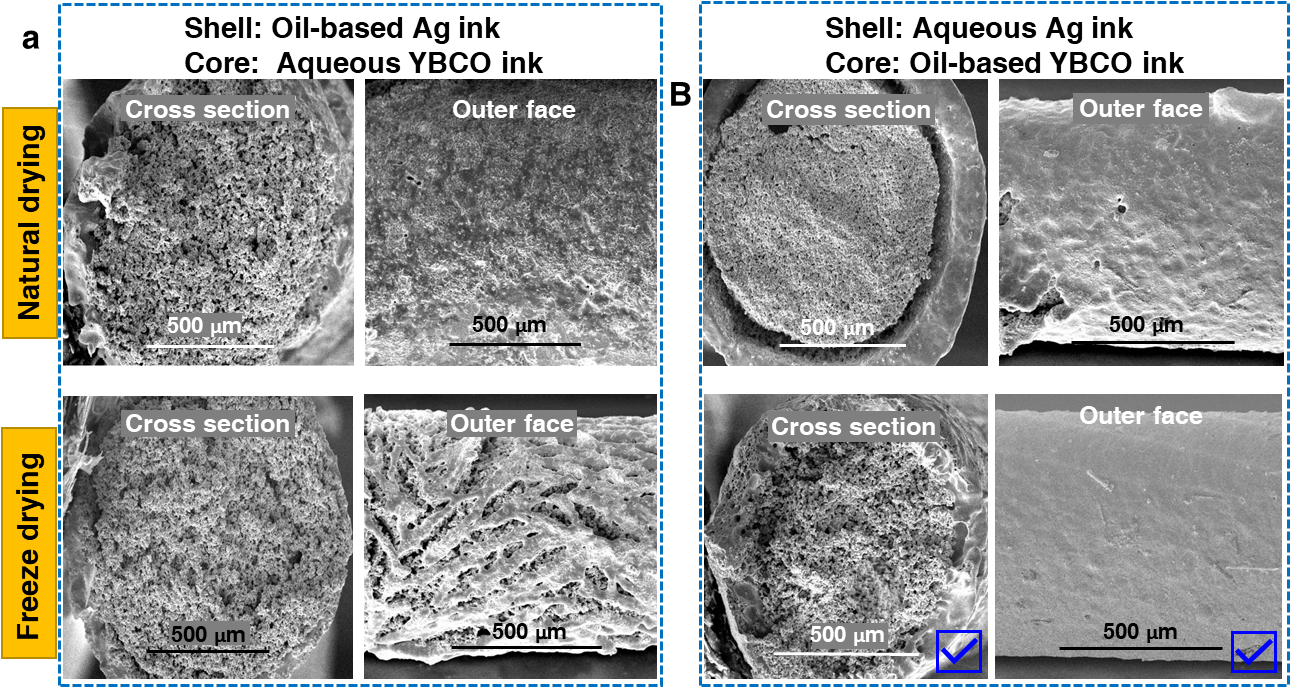 a
Shell: Oil-based Ag ink
Core: Aqueous YBCO ink
B
Shell: Aqueous Ag ink
Core: Oil-based YBCO ink
Natural drying
Cross section
500 µm
Outer face
500 µm
Cross section
500 µm
Outer face
500 µm
Freeze drying
Cross section
500 µm
Outer face
500 µm
Cross section
500 µm
Outer face
500 µm